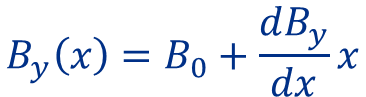 B_y(x) = B_0 + \frac{dB_y}{dx} x